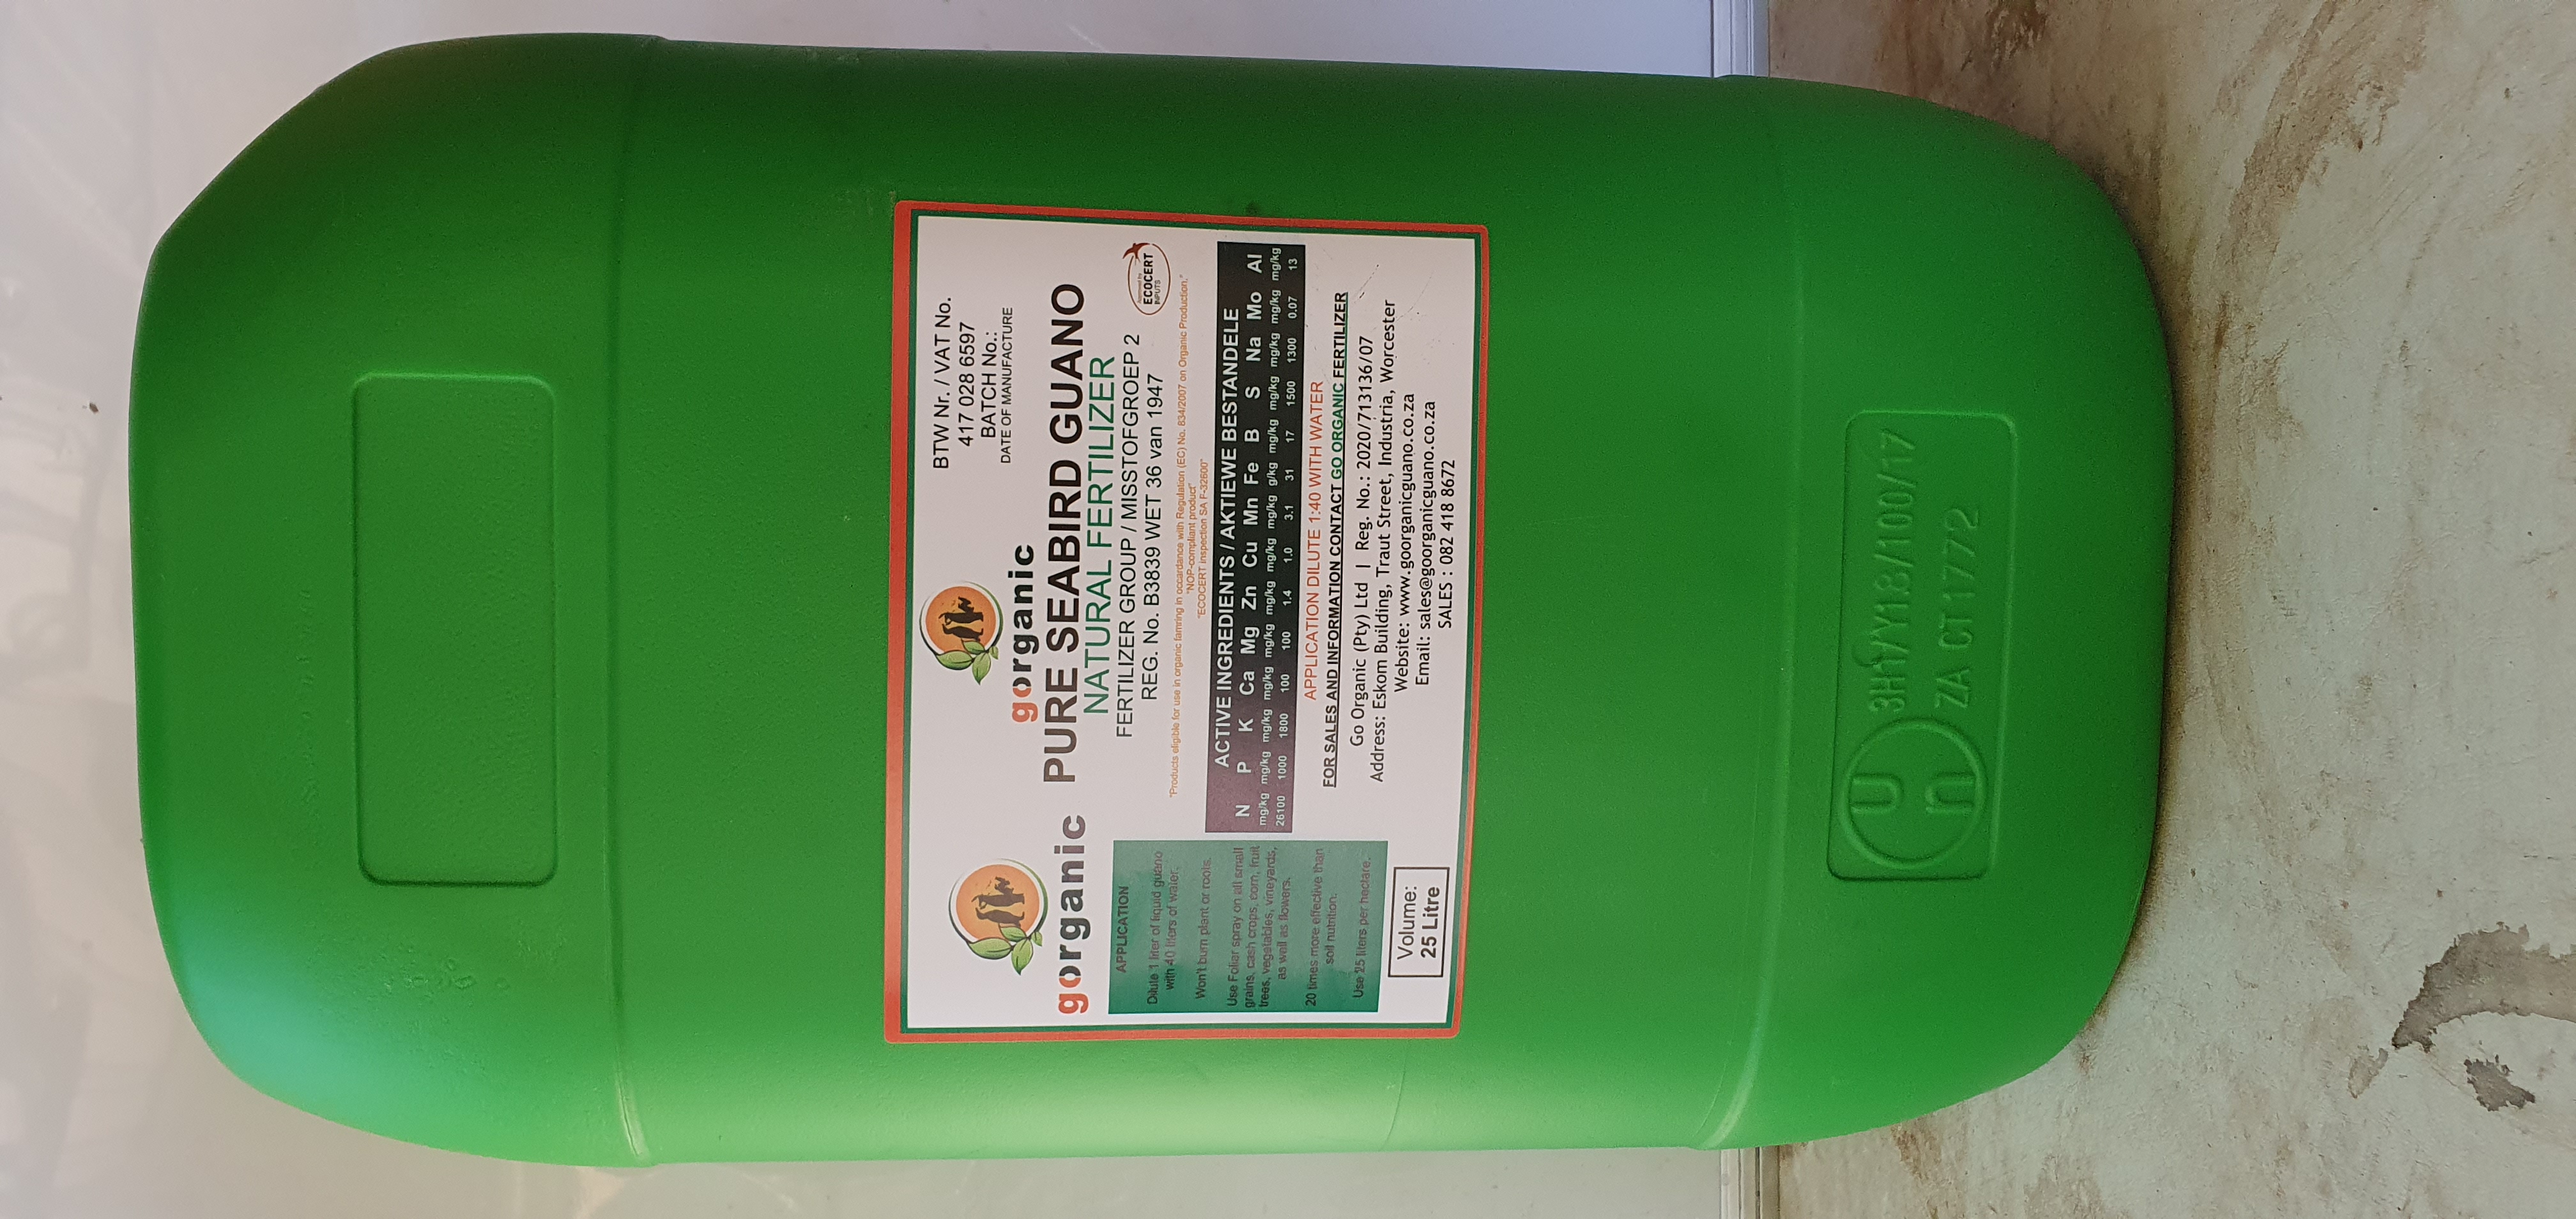 gorganic
APPLICATION
Dilute 1 liter of liquid guano
with 40 liters of water.
Won't burn plant or roots.
Use Foliar spray on all small
grains, cash crops, corn, fruit
trees, vegetables, vineyards,
as well as flowers.
20 times more effective than
soil nutrition.
Use 25 liters per hectare.
Volume:
25 Litre
gorganic
BTW Nr. / VAT No.
417 028 6597
BATCH No.:
DATE OF MANUFACTURE
PURE SEABIRD GUANO
NATURAL FERTILIZER
FERTILIZER GROUP / MISSTOFGROEP 2
REG. No. B3839 WET 36 van 1947
Approved by
ECOCERT
INPUTS
"Products eligible for use in organic famring in occardance with Regulation (EC) No. 834/2007 on Organic Production,"
"NOP-compliant product"
"ECOCERT inspection SA F-32600"
ACTIVE INGREDIENTS / AKTIEWE BESTANDELE
N P K Ca Mg Zn Cu Mn Fe B S Na Mo Al
mg/kg mg/kg mg/kg mg/kg mg/kg mg/kg mg/kg mg/kg g/kg mg/kg mg/kg mg/kg mg/kg mg/kg
26100 1000 1800 100 100 1.4 1.0 3.1 31 17 1500 1300 0.07 13
APPLICATION DILUTE 1:40 WITH WATER
FOR SALES AND INFORMATION CONTACT GO ORGANIC FERTILIZER
Go Organic (Pty) Ltd | Reg. No.: 2020/713136/07
Address: Eskom Building, Traut Street, Industria, Worcester
Website: www.goorganicguano.co.za
Email: sales@goorganicguano.co.za
SALES : 082 418 8672
un
3H1/Y1.8/100/17
ZA CT1772